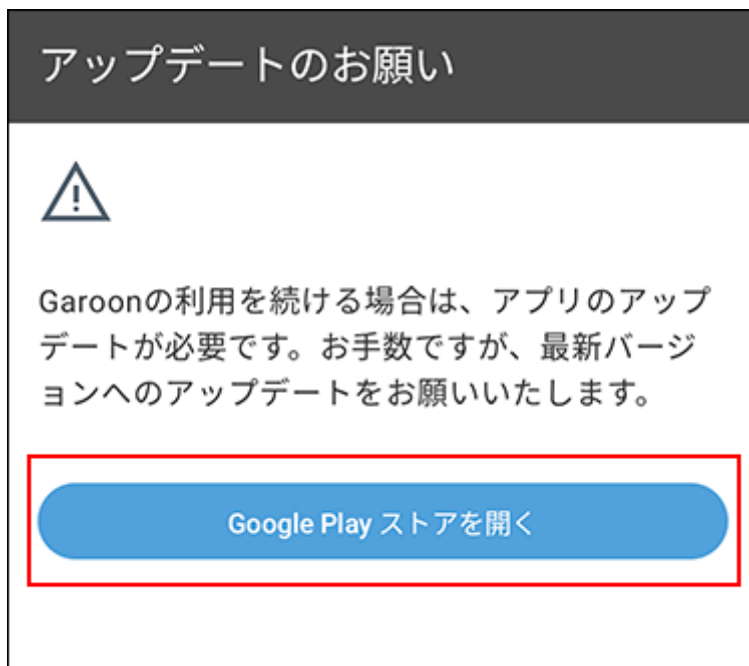 アップデートのお願い
Garoonの利用を続ける場合は、アプリのアップ
デートが必要です。お手数ですが、最新バージ
ョンへのアップデートをお願いいたします。
Google Play ストアを開く